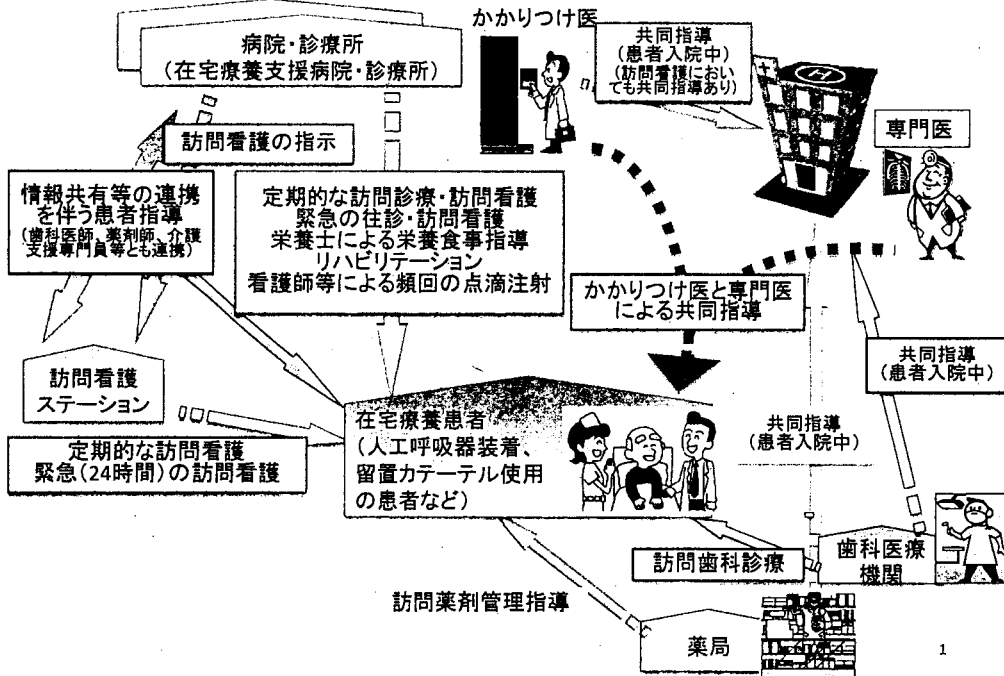 病院・診療所
(在宅療養支援病院・診療所)
かかりつけ医
共同指導
(患者入院中)
(訪問看護におい
ても共同指導あり)
専門医
訪問看護の指示
情報共有等の連携
を伴う患者指導
(歯科医師、薬剤師、介護
支援専門員等とも連携)
定期的な訪問診療・訪問看護
緊急の往診・訪問看護
栄養士による栄養食事指導
リハビリテーション
看護師等による頻回の点滴注射
かかりつけ医と専門医
による共同指導
共同指導
(患者入院中)
訪問看護
ステーション
定期的な訪問看護
緊急(24時間)の訪問看護
在宅療養患者
(人工呼吸器装着、
留置カテーテル使用
の患者など)
共同指導
(患者入院中)
訪問歯科診療
歯科医療
機関
訪問薬剤管理指導
薬局
H
1